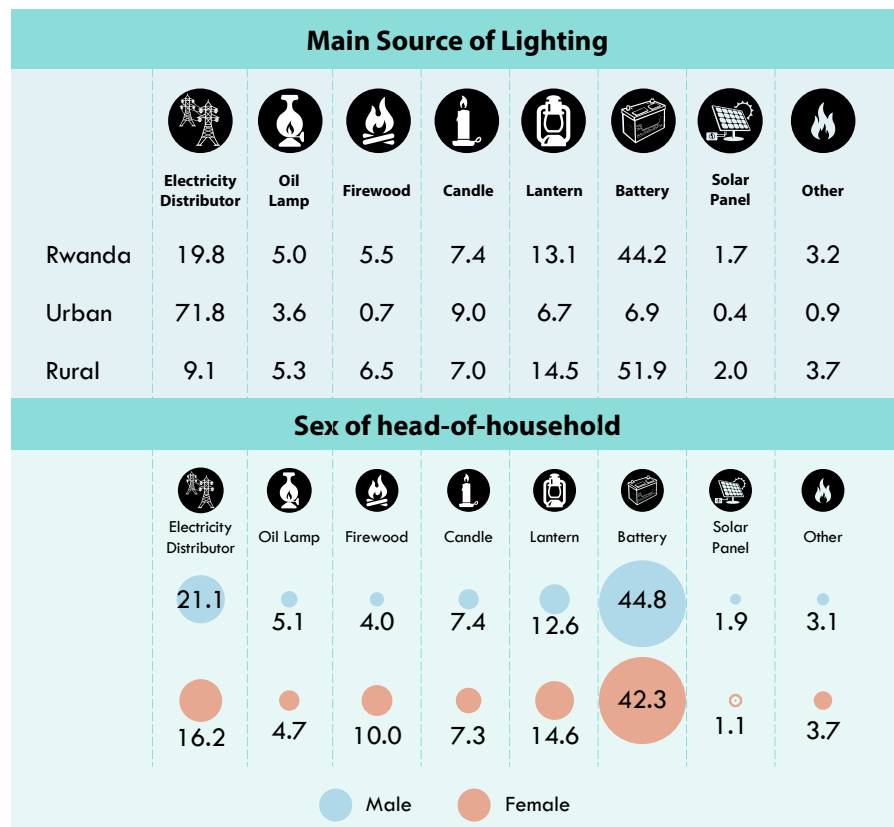 Main Source of Lighting
Electricity Distributor Oil Lamp Firewood Candle Lantern Battery Solar Panel Other
Rwanda 19.8 5.0 5.5 7.4 13.1 44.2 1.7 3.2
Urban 71.8 3.6 0.7 9.0 6.7 6.9 0.4 0.9
Rural 9.1 5.3 6.5 7.0 14.5 51.9 2.0 3.7
Sex of head-of-household
Electricity Distributor Oil Lamp Firewood Candle Lantern Battery Solar Panel Other
21.1 5.1 4.0 7.4 12.6 44.8 1.9 3.1
16.2 4.7 10.0 7.3 14.6 42.3 1.1 3.7
Male Female